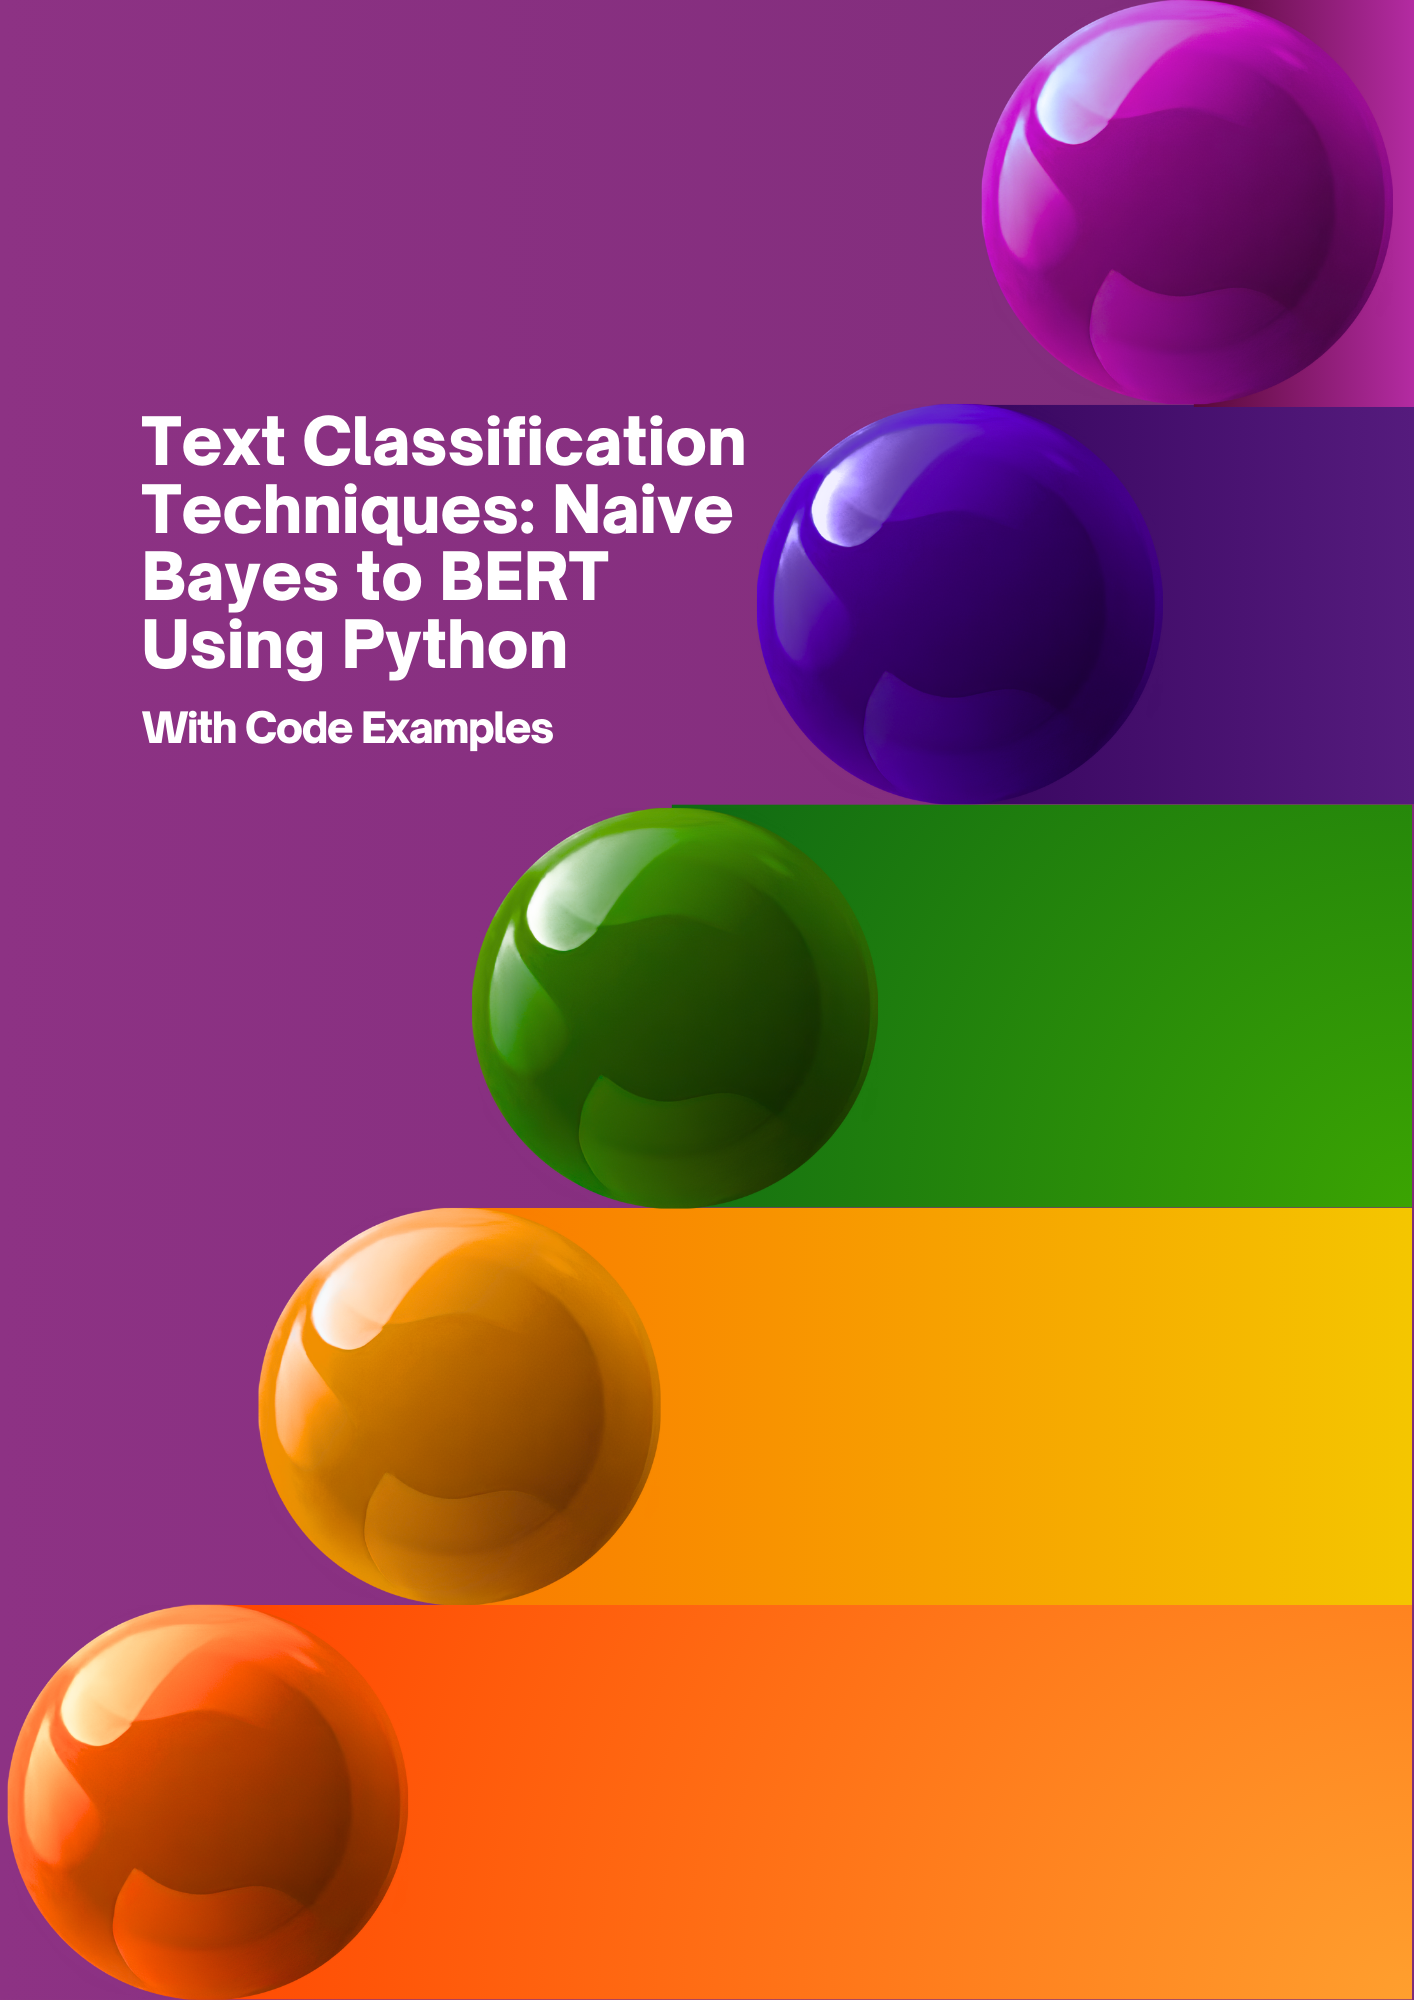 Text Classification
Techniques: Naive
Bayes to BERT
Using Python
With Code Examples